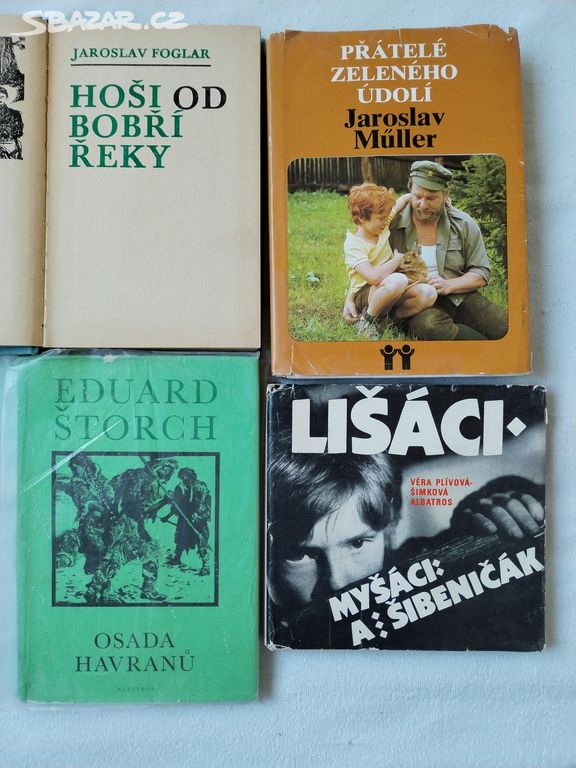 SBAZAR.CZ
JAROSLAV FOGLAR
HOŠI OD
BOBŘÍ
ŘEKY
PŘÁTELÉ
ZELENÉHO
ÚDOLÍ
Jaroslav
Műller
EDUARD
ŠTORCH
OSADA
HAVRANŮ
ALBATROS
LIŠÁCI·
VĚRA PLÍVOVÁ-
ŠIMKOVÁ
ALBATROS
MYŠÁCI:
A:ŠIBENIČÁK